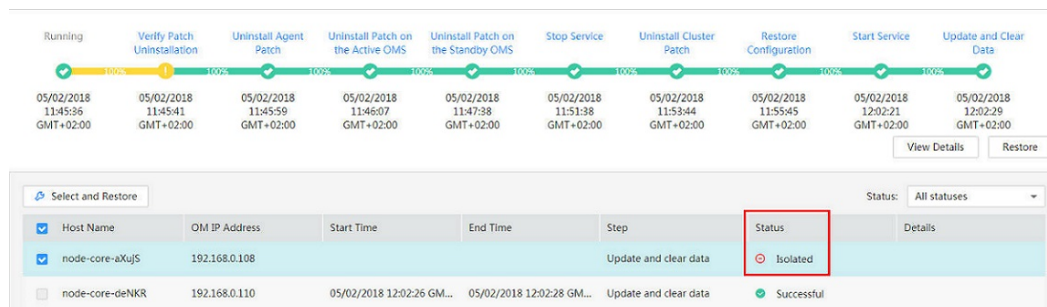 Running
Verify Patch
Uninstallation
Uninstall Agent
Patch
Uninstall Patch on
the Active OMS
Uninstall Patch on
the Standby OMS
Stop Service
Uninstall Cluster
Patch
Restore
Configuration
Start Service
Update and Clear
Data
100% 100% 100% 100% 100% 100% 100% 100% 100%
05/02/2018
11:45:36
GMT+02:00
05/02/2018
11:45:41
GMT+02:00
05/02/2018
11:45:59
GMT+02:00
05/02/2018
11:46:07
GMT+02:00
05/02/2018
11:47:38
GMT+02:00
05/02/2018
11:51:38
GMT+02:00
05/02/2018
11:53:44
GMT+02:00
05/02/2018
11:55:45
GMT+02:00
05/02/2018
12:02:21
GMT+02:00
05/02/2018
12:02:29
GMT+02:00
View Details Restore
Select and Restore Status: All statuses
Host Name OM IP Address Start Time End Time Step Status Details
node-core-aXujS 192.168.0.108 Update and clear data Isolated
node-core-deNKR 192.168.0.110 05/02/2018 12:02:26 GM... 05/02/2018 12:02:28 GM... Update and clear data Successful